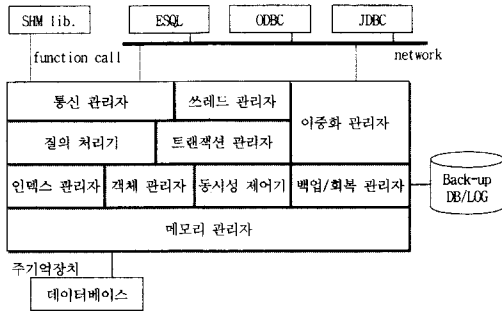 SHM lib.
ESQL
ODBC
JDBC
function call
network
통신 관리자
쓰레드 관리자
이중화 관리자
질의 처리기
트랜잭션 관리자
인덱스 관리자
객체 관리자
동시성 제어기
백업/회복 관리자
Back-up
DB/LOG
메모리 관리자
주기억장치
데이터베이스